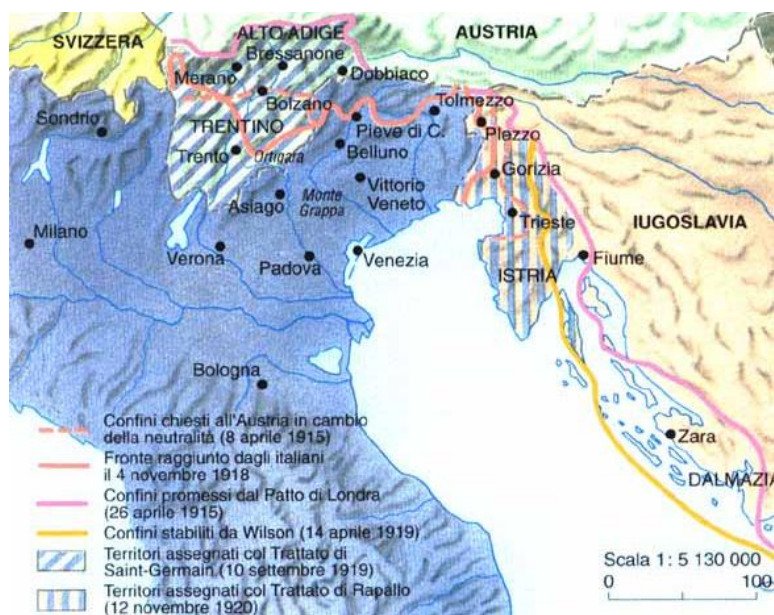 SVIZZERA
ALTO ADIGE
AUSTRIA
Bressanone
Merano
Dobbiaco
Bolzano
Tolmezzo
Sondrio
TRENTINO
Pieve di C.
Plezzo
Trento
Ortigara
Belluno
Gorizia
Asiago
Monte
Grappa
Vittorio
Veneto
Trieste
IUGOSLAVIA
Milano
Verona
Padova
Venezia
Fiume
ISTRIA
Bologna
Zara
DALMAZIA
Confini chiesti all'Austria in cambio
della neutralità (8 aprile 1915)
Fronte raggiunto dagli italiani
il 4 novembre 1918
Confini promessi dal Patto di Londra
(26 aprile 1915)
Confini stabiliti da Wilson (14 aprile 1919)
Territori assegnati col Trattato di
Saint-Germain (10 settembre 1919)
Territori assegnati col Trattato di Rapallo
(12 novembre 1920)
Scala 1: 5 130 000
0 100